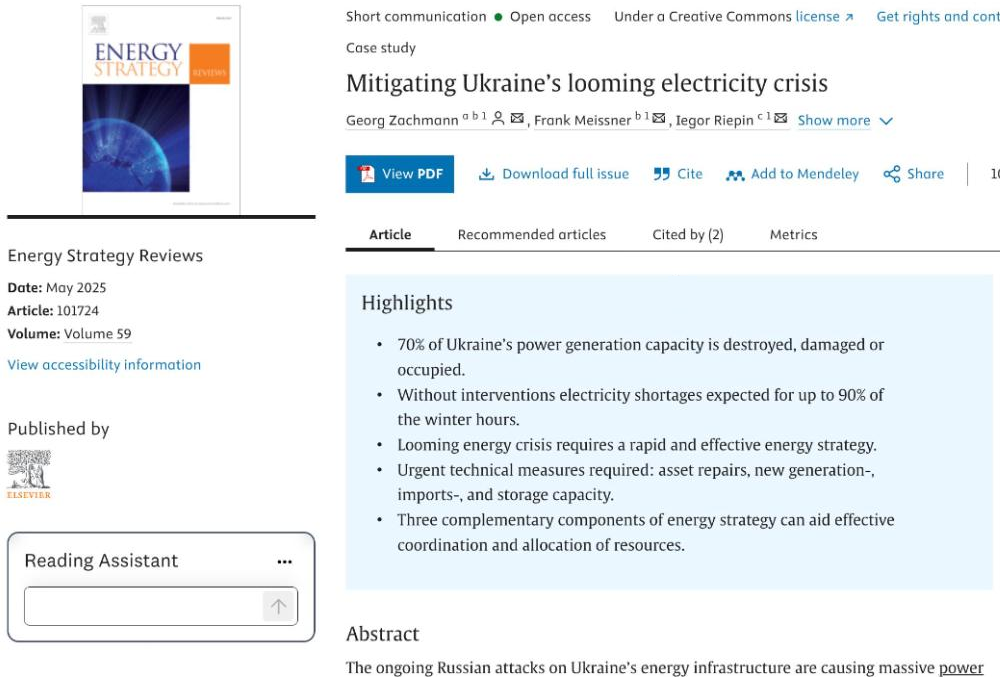 ENERGY
STRATEGY
REVIEWS
Energy Strategy Reviews
Date: May 2025
Article: 101724
Volume: Volume 59
View accessibility information
Published by
ELSEVIER
Reading Assistant
Short communication ● Open access Under a Creative Commons license ↗ Get rights and cont
Case study
Mitigating Ukraine's looming electricity crisis
Georg Zachmann a b 1, Frank Meissner b 1, Iegor Riepin c 1 Show more
View PDF Download full issue Cite Add to Mendeley Share 10
Article Recommended articles Cited by (2) Metrics
Highlights
• 70% of Ukraine's power generation capacity is destroyed, damaged or
occupied.
• Without interventions electricity shortages expected for up to 90% of
the winter hours.
• Looming energy crisis requires a rapid and effective energy strategy.
• Urgent technical measures required: asset repairs, new generation-,
imports-, and storage capacity.
• Three complementary components of energy strategy can aid effective
coordination and allocation of resources.
Abstract
The ongoing Russian attacks on Ukraine's energy infrastructure are causing massive power